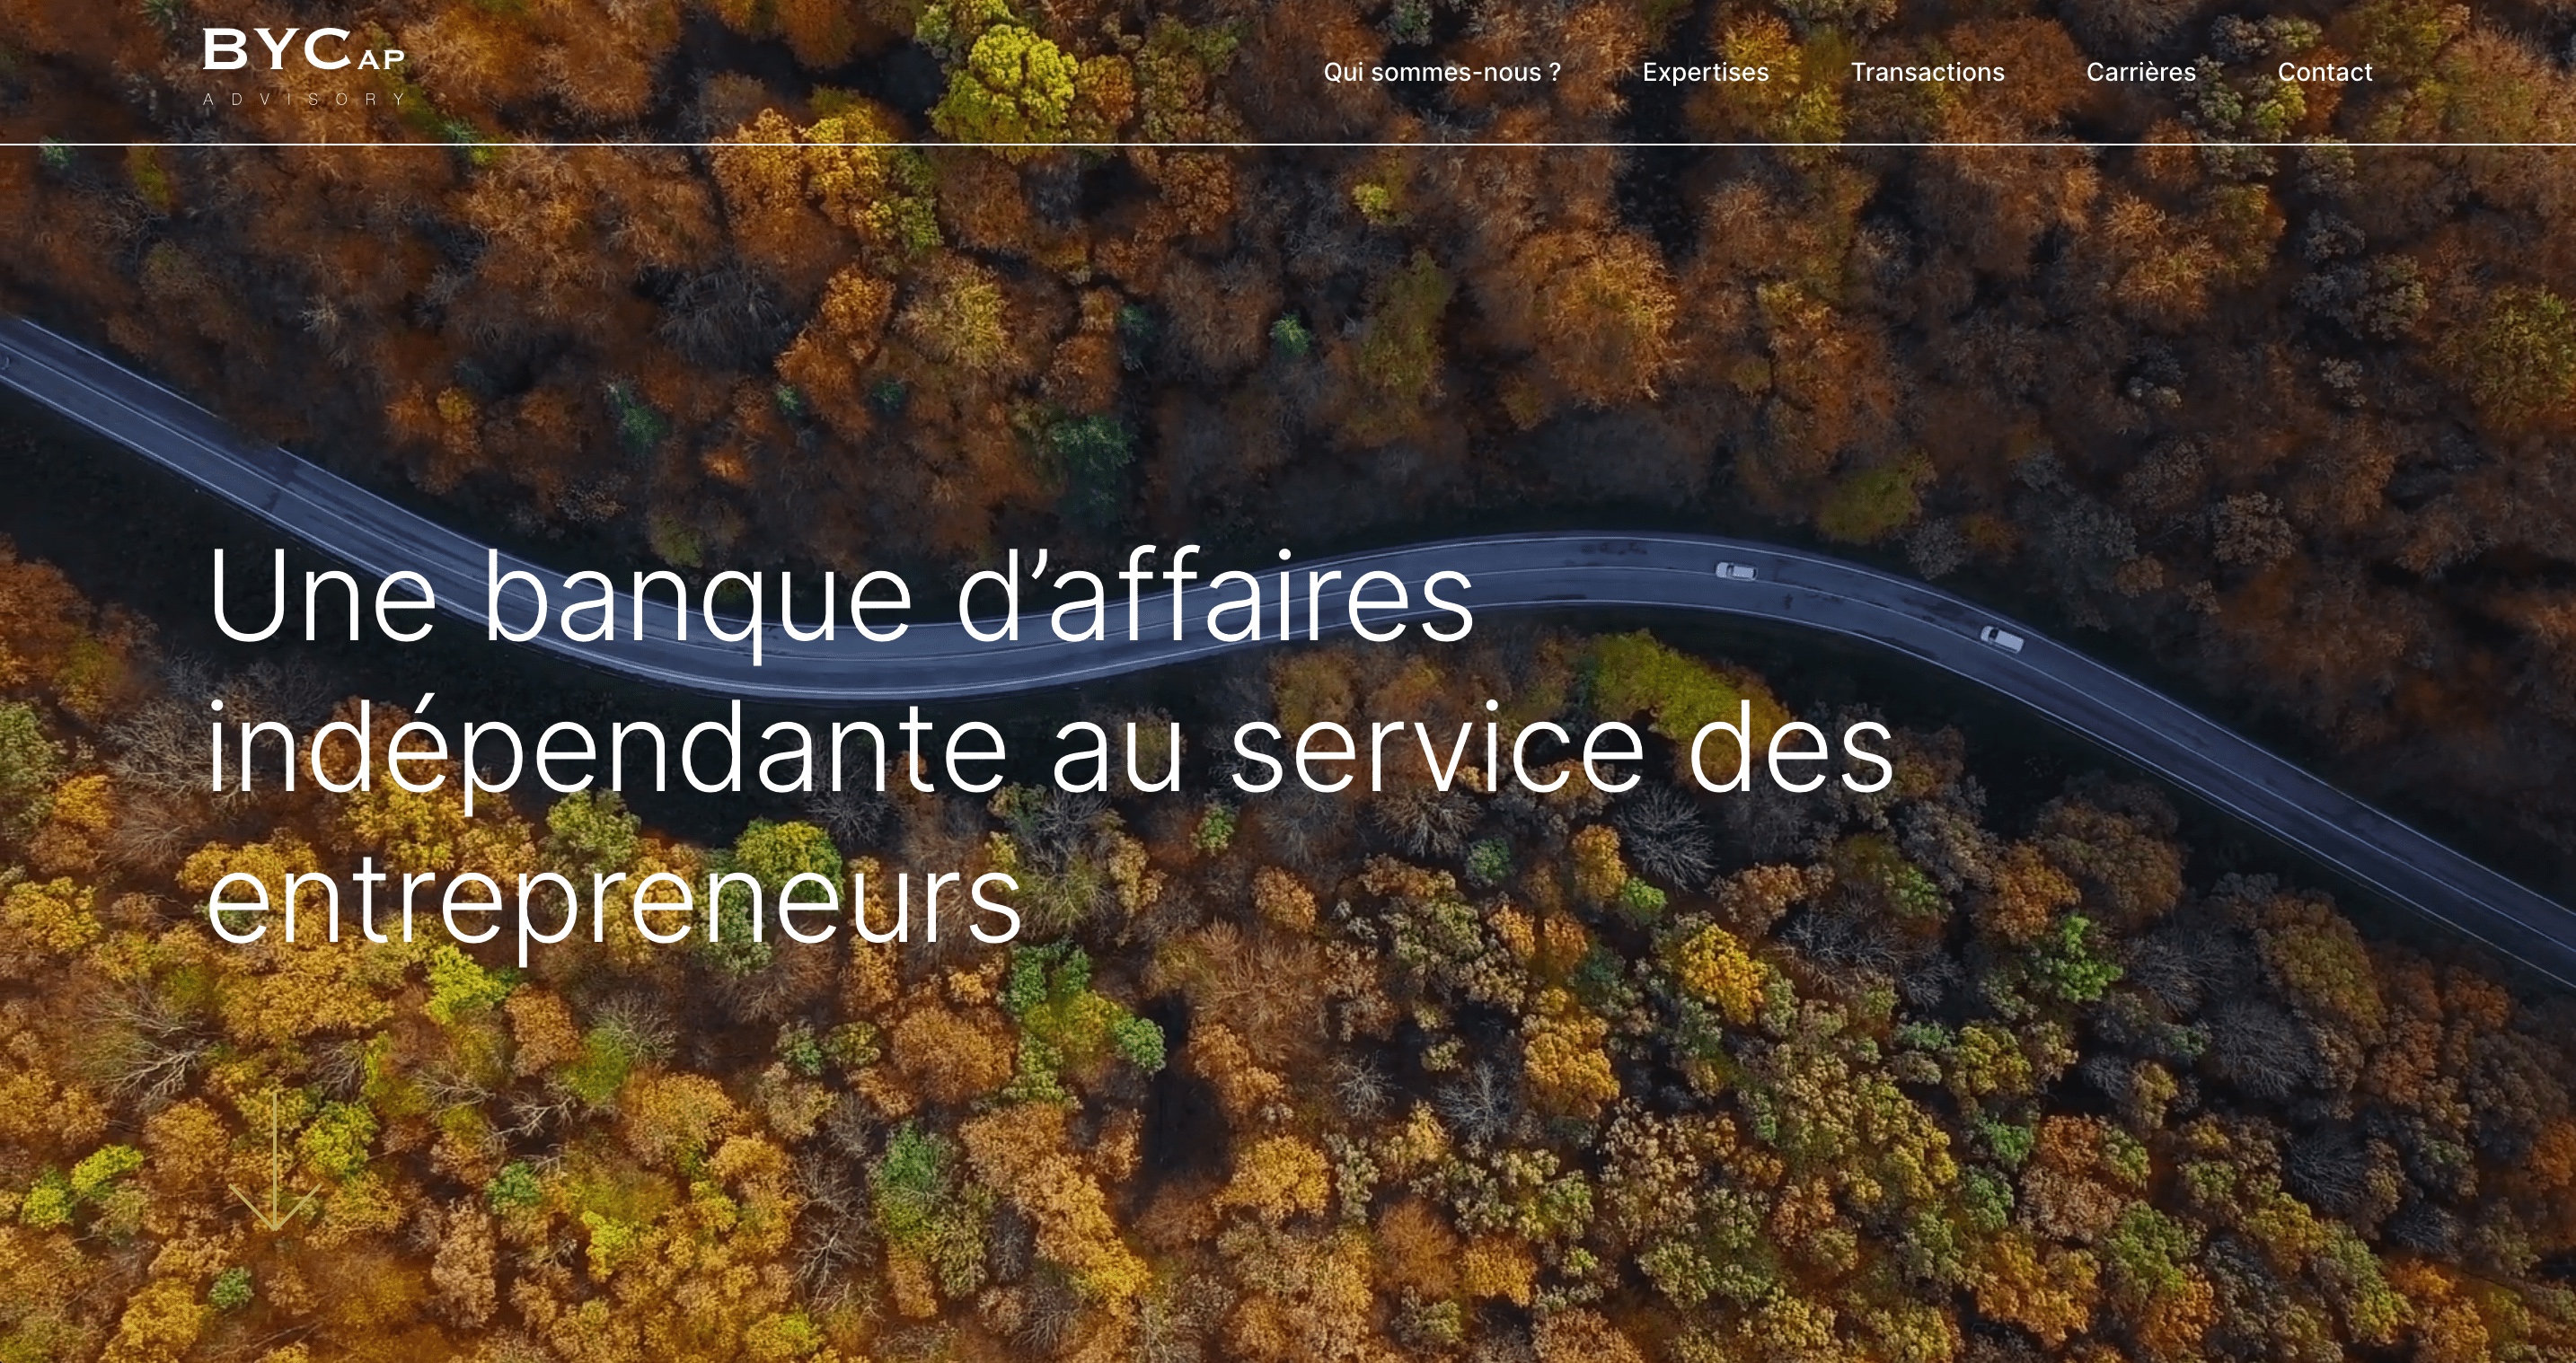 BYCAP
ADVISORY
Qui sommes-nous ? Expertises Transactions Carrières Contact
Une banque d’affaires
indépendante au service des
entrepreneurs